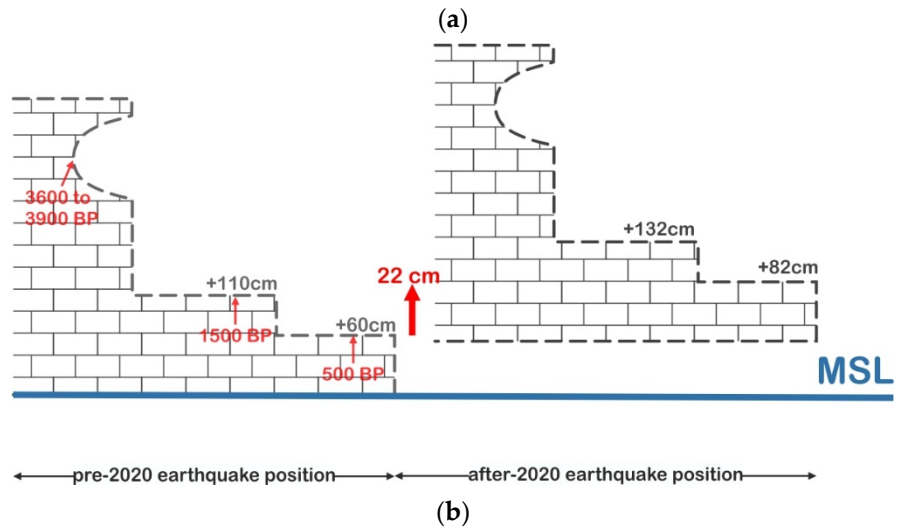 (a)
3600 to
3900 BP
+110cm
1500 BP
+60cm
500 BP
22 cm
+132cm
+82cm
MSL
pre-2020 earthquake position
after-2020 earthquake position
(b)